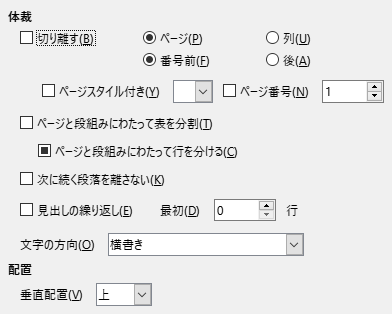 体裁
切り離す(B) ページ(P) 列(U)
番号前(F) 後(A)
ページスタイル付き(Y) ページ番号(N) 1
ページと段組みにわたって表を分割(T)
ページと段組みにわたって行を分ける(C)
次に続く段落を離さない(K)
見出しの繰り返し(E) 最初(D) 0 行
文字の方向(O) 横書き
配置
垂直配置(V) 上